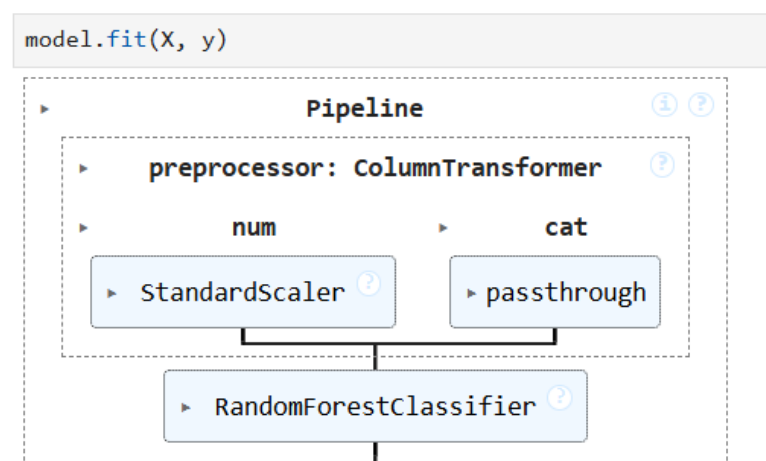 model.fit(X, y)
Pipeline i ?
preprocessor: ColumnTransformer ?
num cat
StandardScaler ? passthrough
RandomForestClassifier ?